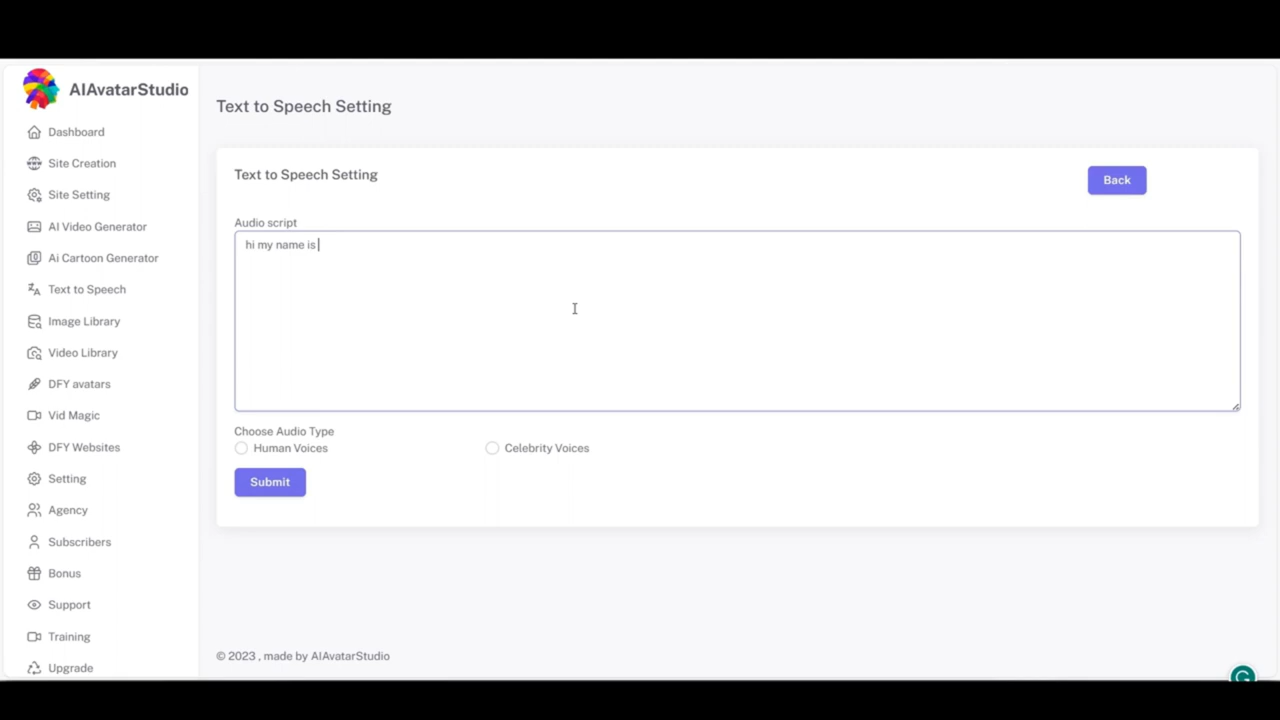 AIAvatarStudio
Dashboard
Site Creation
Site Setting
AI Video Generator
Ai Cartoon Generator
Text to Speech
Image Library
Video Library
DFY avatars
Vid Magic
DFY Websites
Setting
Agency
Subscribers
Bonus
Support
Training
Upgrade
Text to Speech Setting
Text to Speech Setting
Back
Audio script
hi my name is
Choose Audio Type
Human Voices
Celebrity Voices
Submit
© 2023 , made by AIAvatarStudio